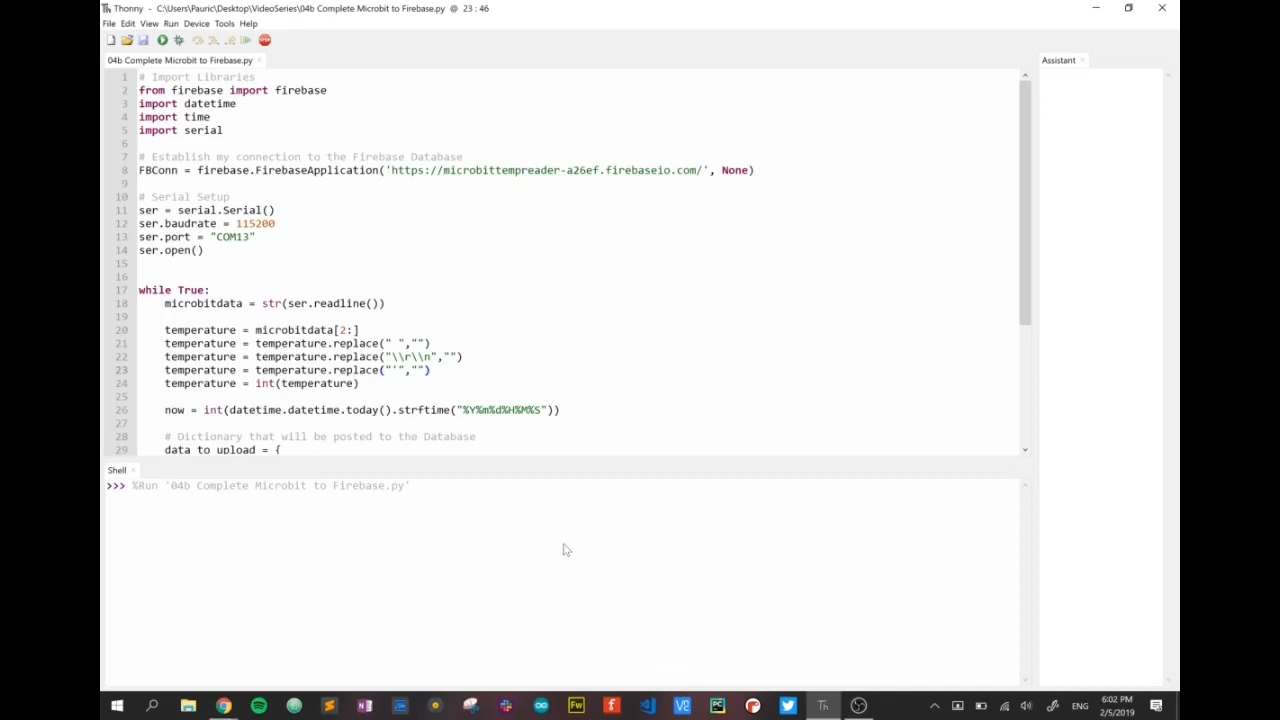 Thonny - C:\Users\Pauric\Desktop\VideoSeries\04b Complete Microbit to Firebase.py @ 23 : 46
File Edit View Run Device Tools Help
04b Complete Microbit to Firebase.py ×
Assistant ×
1 # Import Libraries
2 from firebase import firebase
3 import datetime
4 import time
5 import serial
6
7 # Establish my connection to the Firebase Database
8 FBConn = firebase.FirebaseApplication('https://microbittempreader-a26ef.firebaseio.com/', None)
9
10 # Serial Setup
11 ser = serial.Serial()
12 ser.baudrate = 115200
13 ser.port = "COM13"
14 ser.open()
15
16
17 while True:
18     microbitdata = str(ser.readline())
19
20     temperature = microbitdata[2:]
21     temperature = temperature.replace(" ","")
22     temperature = temperature.replace("\\r\\n","")
23     temperature = temperature.replace("'","")
24     temperature = int(temperature)
25
26     now = int(datetime.datetime.today().strftime("%Y%m%d%H%M%S"))
27
28     # Dictionary that will be posted to the Database
29     data_to_upload = {
Shell ×
>>> %Run '04b Complete Microbit to Firebase.py'
Fw
PC
Th
ENG
6:02 PM
2/5/2019